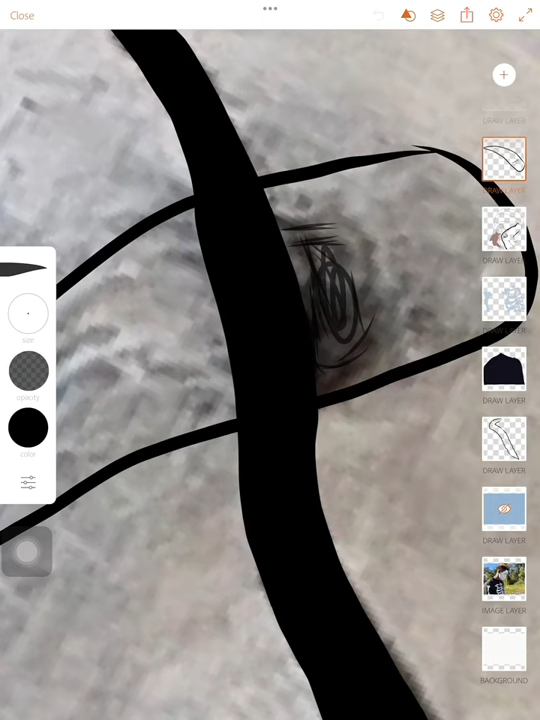 Close
DRAW LAYER
DRAW LAYER
size
DRAW LAYER
DRAW LAYER
opacity
DRAW LAYER
color
DRAW LAYER
DRAW LAYER
IMAGE LAYER
BACKGROUND